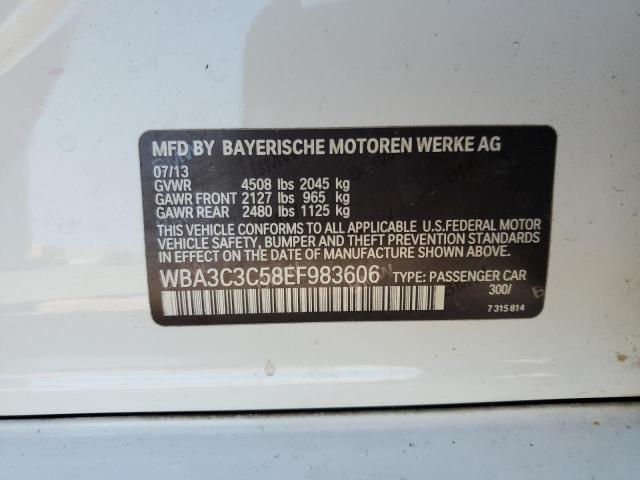 MFD BY BAYERISCHE MOTOREN WERKE AG
07/13
GVWR 4508 lbs 2045 kg
GAWR FRONT 2127 lbs 965 kg
GAWR REAR 2480 lbs 1125 kg
THIS VEHICLE CONFORMS TO ALL APPLICABLE U.S.FEDERAL MOTOR
VEHICLE SAFETY, BUMPER AND THEFT PREVENTION STANDARDS
IN EFFECT ON THE DATE OF MANUFACTURE SHOWN ABOVE.
WBA3C3C58EF983606 TYPE: PASSENGER CAR
300/
7 315 814